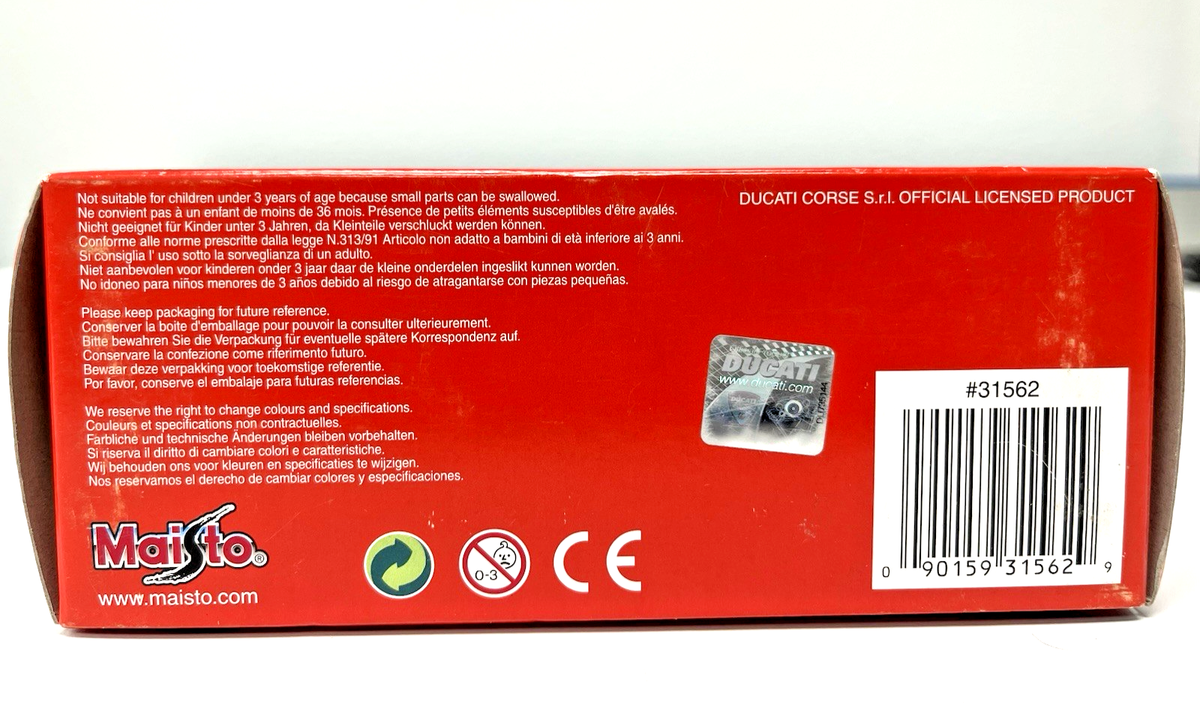 Not suitable for children under 3 years of age because small parts can be swallowed.
Ne convient pas à un enfant de moins de 36 mois. Présence de petits éléments susceptibles d'être avalés.
Nicht geeignet für Kinder unter 3 Jahren, da Kleinteile verschluckt werden können.
Conforme alle norme prescritte dalla legge N.313/91 Articolo non adatto a bambini di età inferiore ai 3 anni.
Si consiglia l' uso sotto la sorveglianza di un adulto.
Niet aanbevolen voor kinderen onder 3 jaar daar de kleine onderdelen ingeslikt kunnen worden.
No idoneo para niños menores de 3 años debido al riesgo de atragantarse con piezas pequeñas.
Please keep packaging for future reference.
Conserver la boite d'emballage pour pouvoir la consulter ulterieurement.
Bitte bewahren Sie die Verpackung für eventuelle spätere Korrespondenz auf.
Conservare la confezione come riferimento futuro.
Bewaar deze verpakking voor toekomstige referentie.
Por favor, conserve el embalaje para futuras referencias.
We reserve the right to change colours and specifications.
Couleurs et specifications non contractuelles.
Farbliche und technische Änderungen bleiben vorbehalten.
Si riserva il diritto di cambiare colori e caratteristiche.
Wij behouden ons voor kleuren en specificaties te wijzigen.
Nos reservamos el derecho de cambiar colores y especificaciones.
Maisto®
www.maisto.com
0-3
CE
DUCATI CORSE S.r.l. OFFICIAL LICENSED PRODUCT
DUCATI
www.ducati.com
DUCATI
#31562
0 90159 31562 9